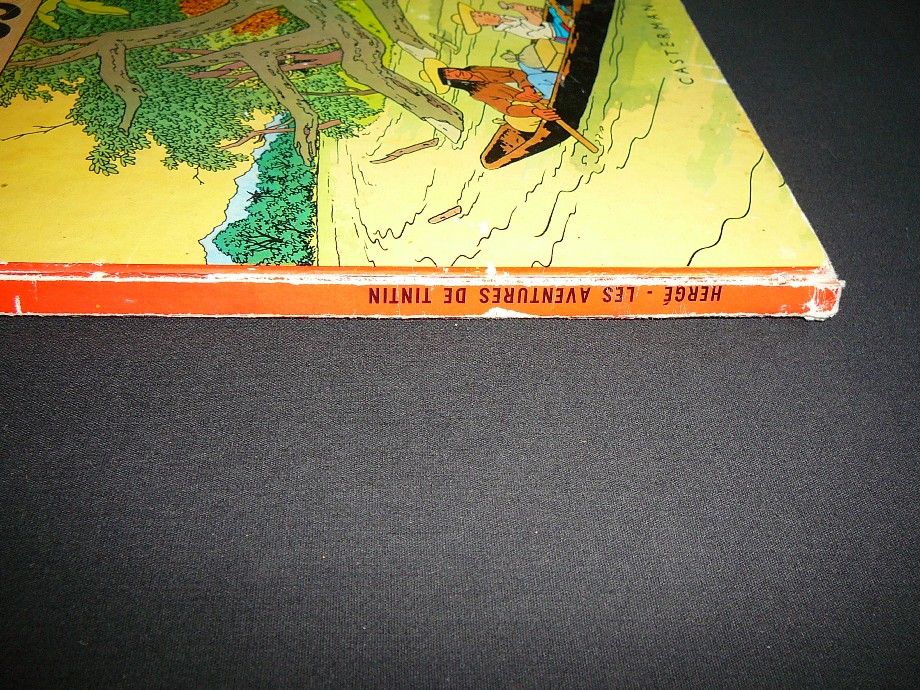 CASTERMAN
HERGÉ - LES AVENTURES DE TINTIN